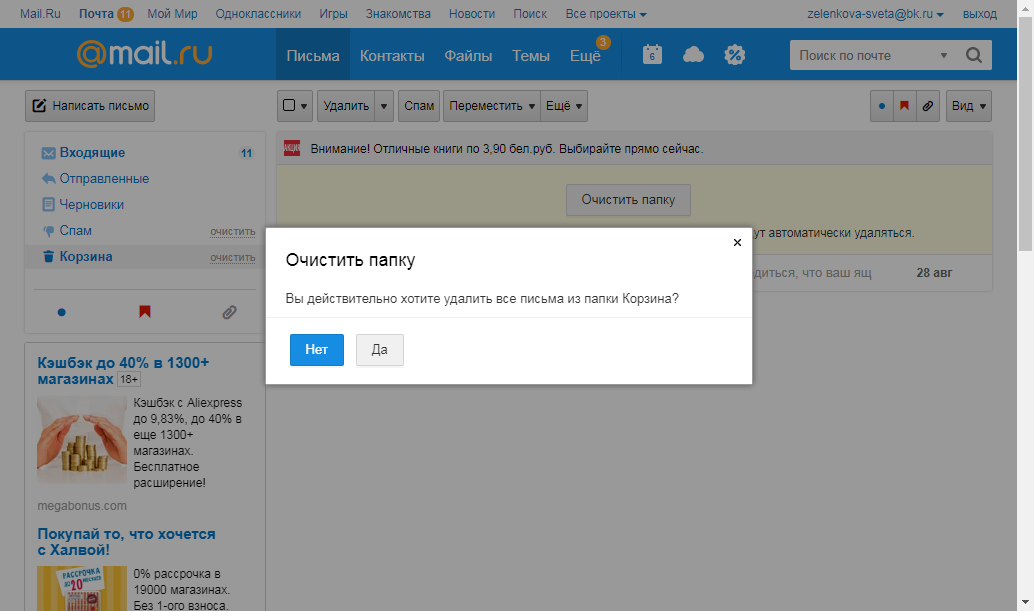 Mail.Ru Почта 11 Мой Мир Одноклассники Игры Знакомства Новости Поиск Все проекты zelenkova-sveta@bk.ru выход
@mail.ru Письма Контакты Файлы Темы Ещё 3 6 % Поиск по почте
Написать письмо Удалить Спам Переместить Ещё Вид
Входящие 11
Отправленные
Черновики
Спам очистить
Корзина очистить
АКЦИЯ Внимание! Отличные книги по 3,90 бел.руб. Выбирайте прямо сейчас.
Очистить папку
ут автоматически удаляться.
диться, что ваш ящ 28 авг
Очистить папку ×
Вы действительно хотите удалить все письма из папки Корзина?
Нет Да
Кэшбэк до 40% в 1300+
магазинах 18+
Кэшбэк с Aliexpress
до 9,83%, до 40% в
еще 1300+
магазинах.
Бесплатное
расширение!
megabonus.com
Покупай то, что хочется
с Халвой!
РАССРОЧКА
ДО 20 МЕСЯЦЕВ
0% рассрочка в
19000 магазинах.
Без 1-ого взноса.